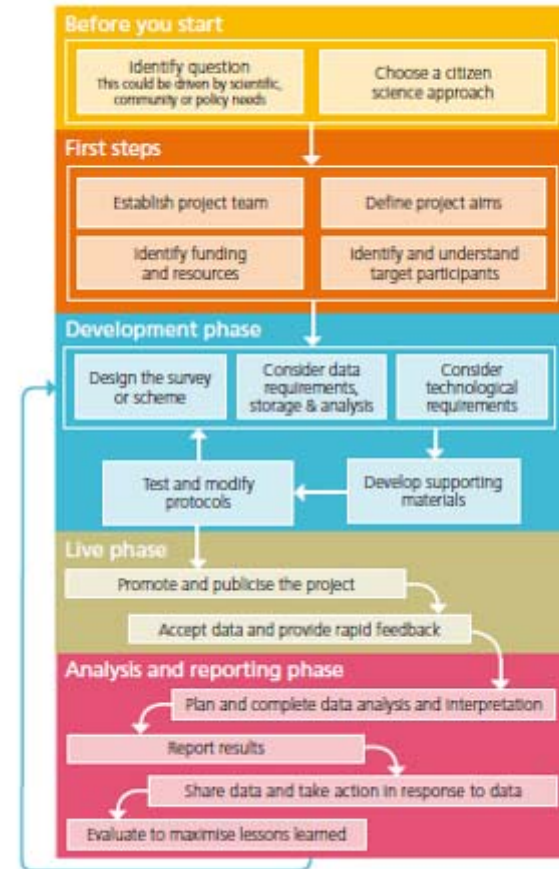 Before you start
Identify question
This could be driven by scientific,
community or policy needs
Choose a citizen
science approach
First steps
Establish project team
Define project aims
Identify funding
and resources
Identify and understand
target participants
Development phase
Design the survey
or scheme
Consider data
requirements,
storage & analysis
Consider
technological
requirements
Test and modify
protocols
Develop supporting
materials
Live phase
Promote and publicise the project
Accept data and provide rapid feedback
Analysis and reporting phase
Plan and complete data analysis and interpretation
Report results
Share data and take action in response to data
Evaluate to maximise lessons learned